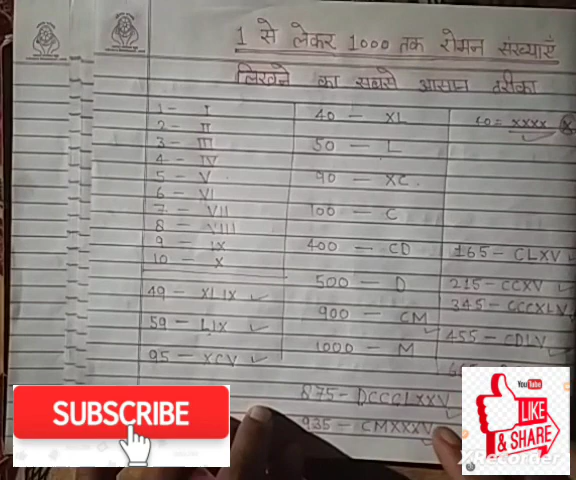 1 से लेकर 1000 तक रोमन संख्याएँ
लिखने का सबसे आसान तरीका
1 - I
2 - II
3 - III
4 - IV
5 - V
6 - VI
7 - VII
8 - VIII
9 - IX
10 - X
49 - XLIX
59 - LIX
95 - XCV
40 - XL
50 - L
90 - XC
100 - C
400 - CD
500 - D
900 - CM
1000 - M
875 - DCCCLXXV
935 - CMXXXV
40 = XXXX
165 - CLXV
215 - CCXV
345 - CCCXLV
455 - CDLV
SUBSCRIBE
YouTube
LIKE
& SHARE
XRecorder